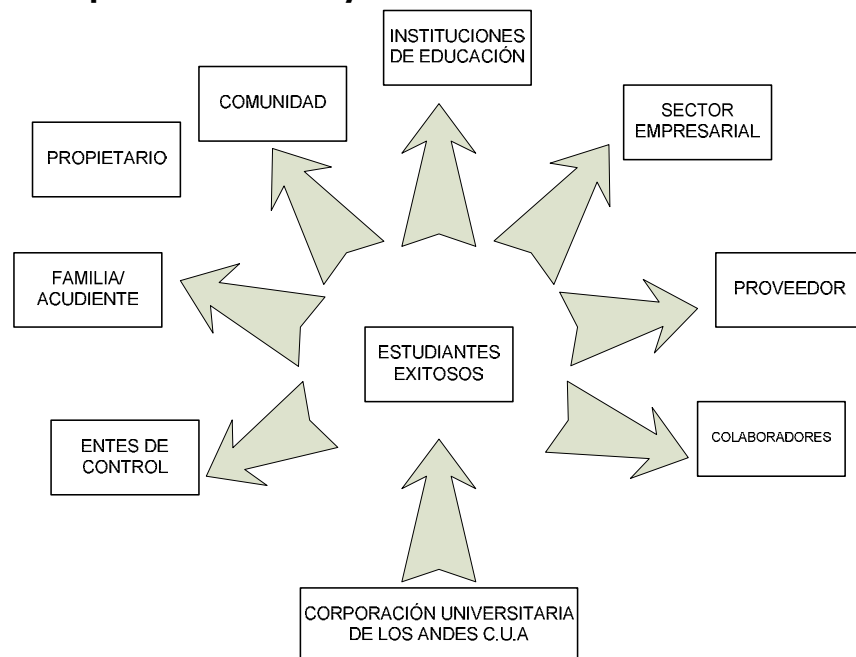 INSTITUCIONES
DE EDUCACIÓN
COMUNIDAD
SECTOR
EMPRESARIAL
PROPIETARIO
FAMILIA/
ACUDIENTE
PROVEEDOR
ESTUDIANTES
EXITOSOS
ENTES DE
CONTROL
COLABORADORES
CORPORACIÓN UNIVERSITARIA
DE LOS ANDES C.U.A